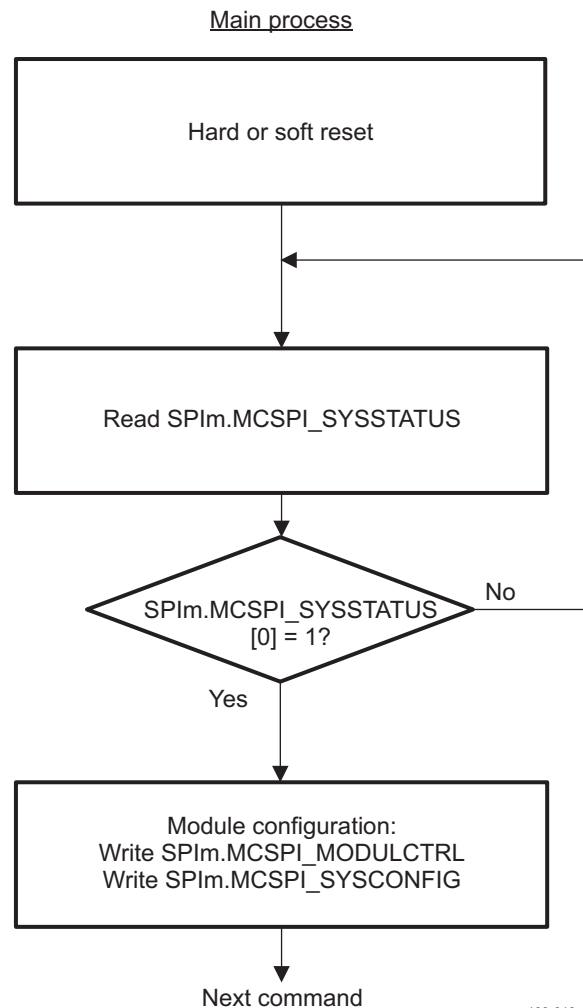 Main process
Hard or soft reset
Read SPIm.MCSPI_SYSSTATUS
SPIm.MCSPI_SYSSTATUS
[0] = 1?
No
Yes
Module configuration:
Write SPIm.MCSPI_MODULCTRL
Write SPIm.MCSPI_SYSCONFIG
Next command